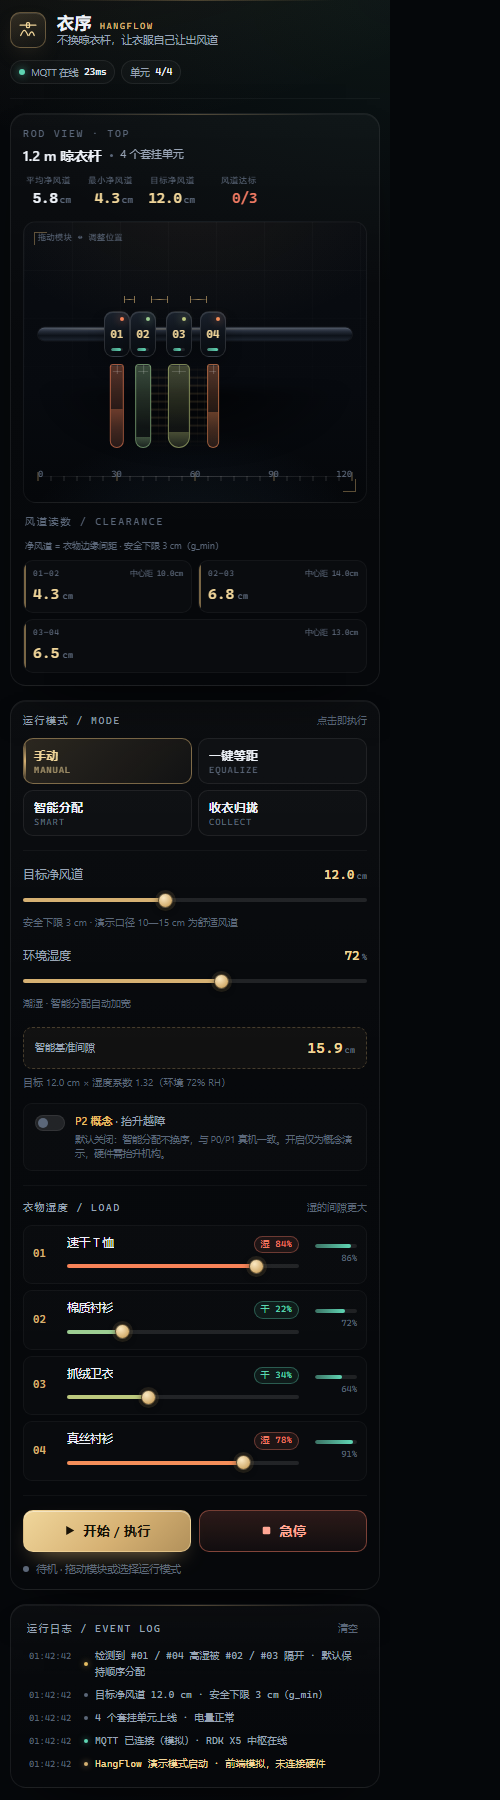 衣序 HANGFLOW
不换晾衣杆，让衣服自己让出风道
MQTT 在线 23ms
单元 4/4
ROD VIEW · TOP
1.2 m 晾衣杆 · 4 个套挂单元
平均净风道 最小净风道 目标净风道 风道达标
5.8cm 4.3cm 12.0cm 0/3
拖动模块 ⇔ 调整位置
01 02 03 04
0 30 60 90 120
风道读数 / CLEARANCE
净风道 = 衣物边缘间距 · 安全下限 3 cm（g_min）
01—02 中心距 10.0cm
4.3 cm
02—03 中心距 14.0cm
6.8 cm
03—04 中心距 13.0cm
6.5 cm
运行模式 / MODE 点击即执行
手动
MANUAL
一键等距
EQUALIZE
智能分配
SMART
收衣归拢
COLLECT
目标净风道 12.0cm
安全下限 3 cm · 演示口径 10—15 cm 为舒适风道
环境湿度 72%
潮湿 · 智能分配自动加宽
智能基准间隙 15.9cm
目标 12.0 cm × 湿度系数 1.32（环境 72% RH）
P2 概念 · 抬升越障
默认关闭：智能分配不换序，与 P0/P1 真机一致。开启仅为概念演
示，硬件需抬升机构。
衣物湿度 / LOAD 湿的间隙更大
01 速干 T 恤 湿 84% 86%
02 棉质衬衫 干 22% 72%
03 抓绒卫衣 干 34% 64%
04 真丝衬衫 湿 78% 91%
▶ 开始 / 执行
■ 急停
待机 · 拖动模块或选择运行模式
运行日志 / EVENT LOG 清空
01:42:42 检测到 #01 / #04 高湿被 #02 / #03 隔开 · 默认保
持顺序分配
01:42:42 目标净风道 12.0 cm · 安全下限 3 cm（g_min）
01:42:42 4 个套挂单元上线 · 电量正常
01:42:42 MQTT 已连接（模拟）· RDK X5 中枢在线
01:42:42 HangFlow 演示模式启动 · 前端模拟，未连接硬件